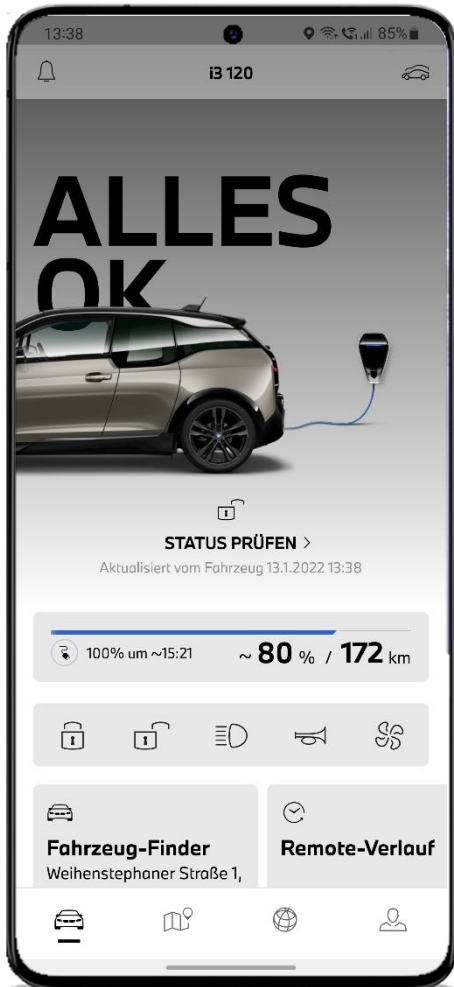 13:38
85%
i3 120
ALLES
OK
STATUS PRÜFEN >
Aktualisiert vom Fahrzeug 13.1.2022 13:38
100% um ~15:21
~ 80 % / 172 km
Fahrzeug-Finder
Remote-Verlauf
Weihenstephaner Straße 1,